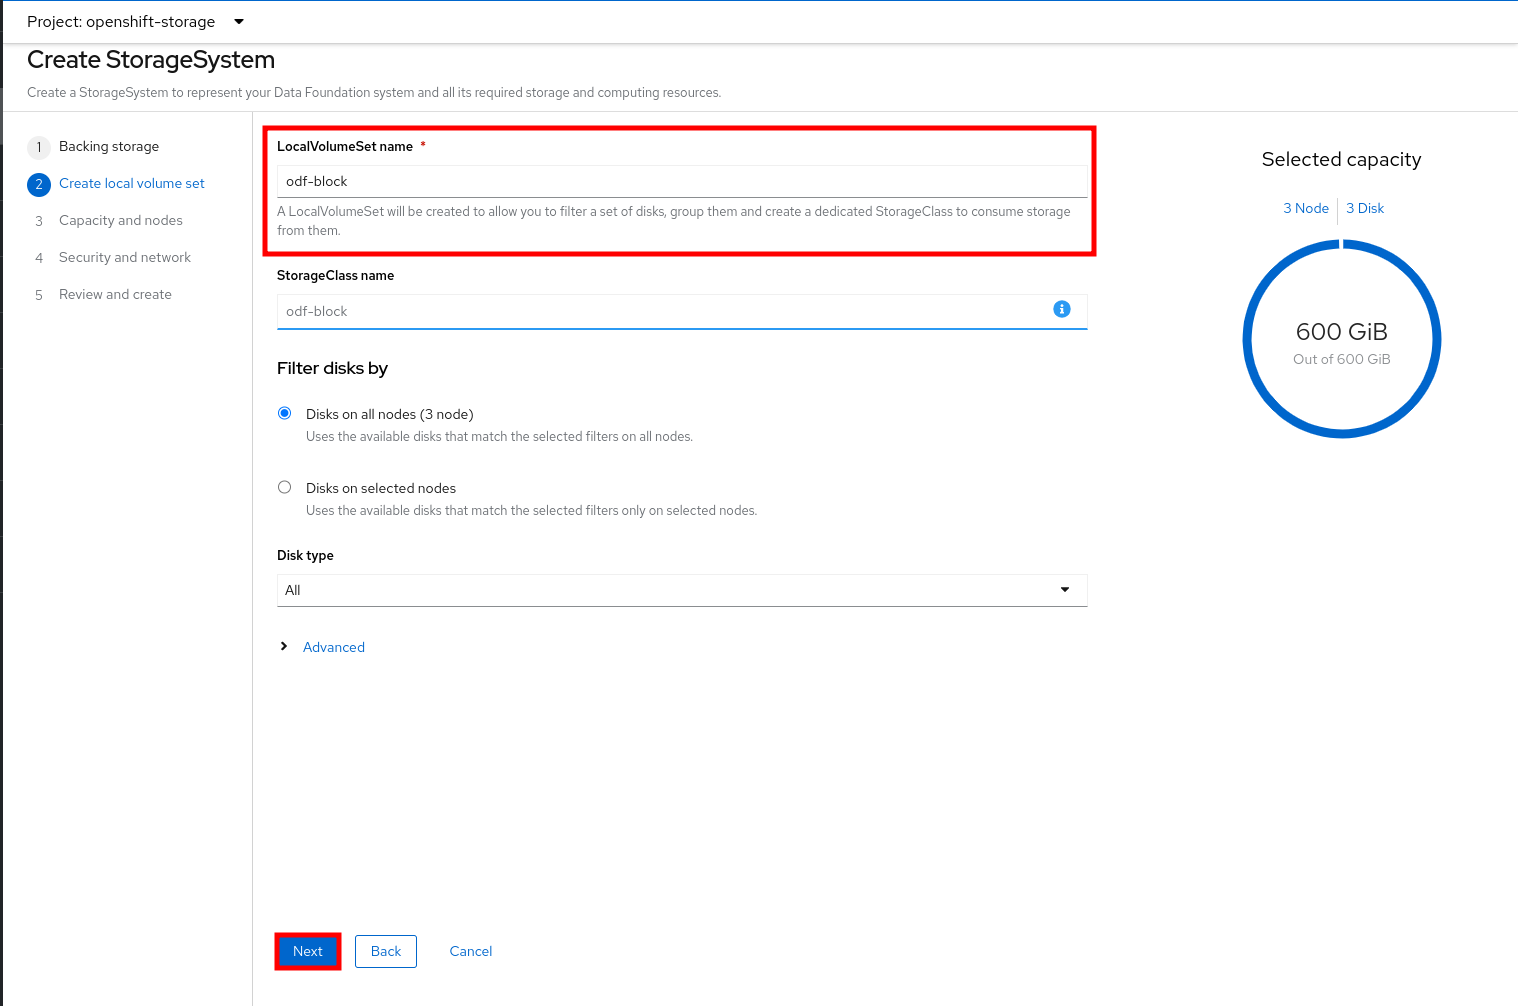 Project: openshift-storage
Create StorageSystem
Create a StorageSystem to represent your Data Foundation system and all its required storage and computing resources.
1 Backing storage
2 Create local volume set
3 Capacity and nodes
4 Security and network
5 Review and create
LocalVolumeSet name *
odf-block
A LocalVolumeSet will be created to allow you to filter a set of disks, group them and create a dedicated StorageClass to consume storage
from them.
StorageClass name
odf-block
Filter disks by
Disks on all nodes (3 node)
Uses the available disks that match the selected filters on all nodes.
Disks on selected nodes
Uses the available disks that match the selected filters only on selected nodes.
Disk type
All
Advanced
Next Back Cancel
Selected capacity
3 Node 3 Disk
600 GiB
Out of 600 GiB